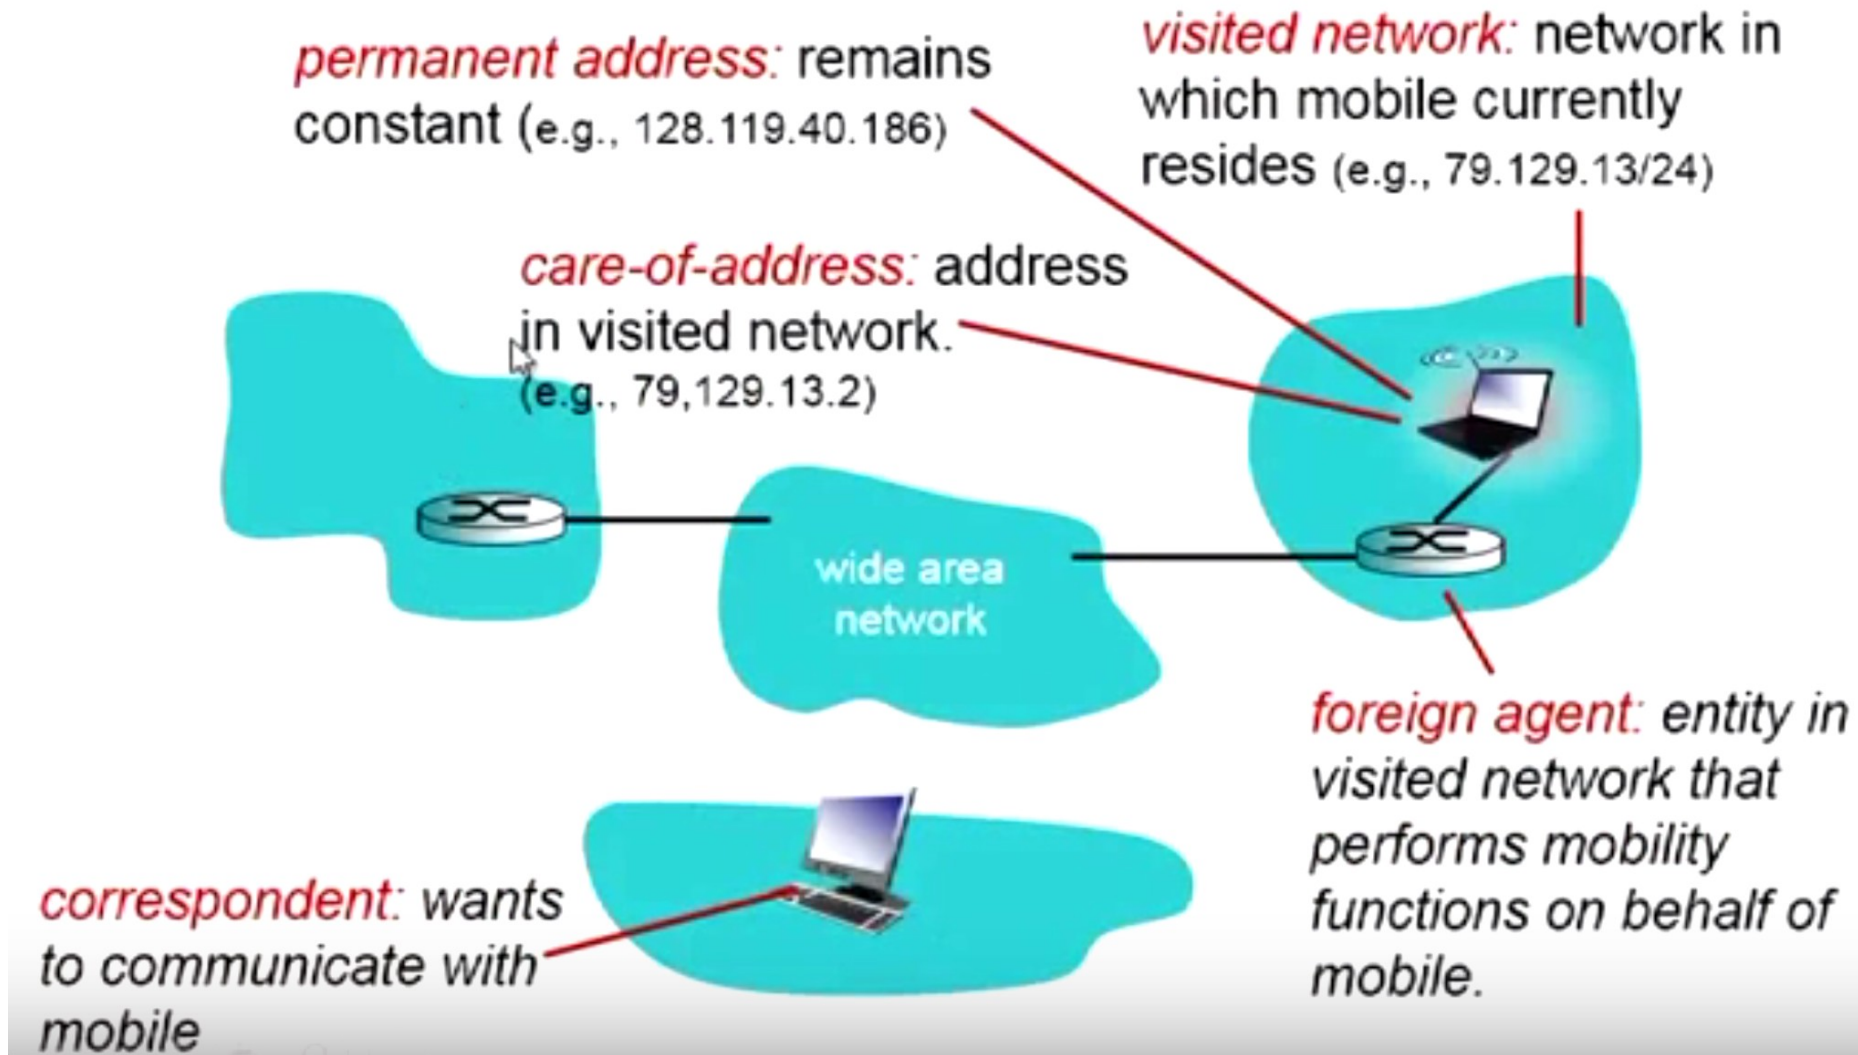 permanent address: remains
constant (e.g., 128.119.40.186)
visited network: network in
which mobile currently
resides (e.g., 79.129.13/24)
care-of-address: address
in visited network.
(e.g., 79,129.13.2)
wide area
network
foreign agent: entity in
visited network that
performs mobility
functions on behalf of
mobile.
correspondent: wants
to communicate with
mobile